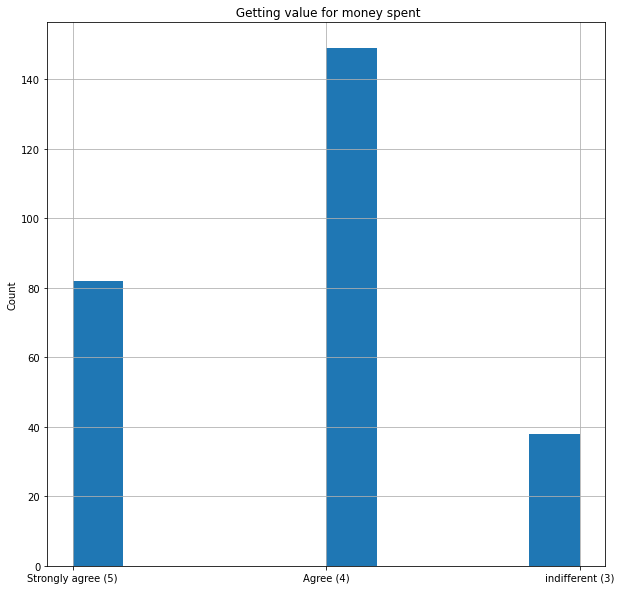 Getting value for money spent
Count
140
120
100
80
60
40
20
0
Strongly agree (5) Agree (4) indifferent (3)